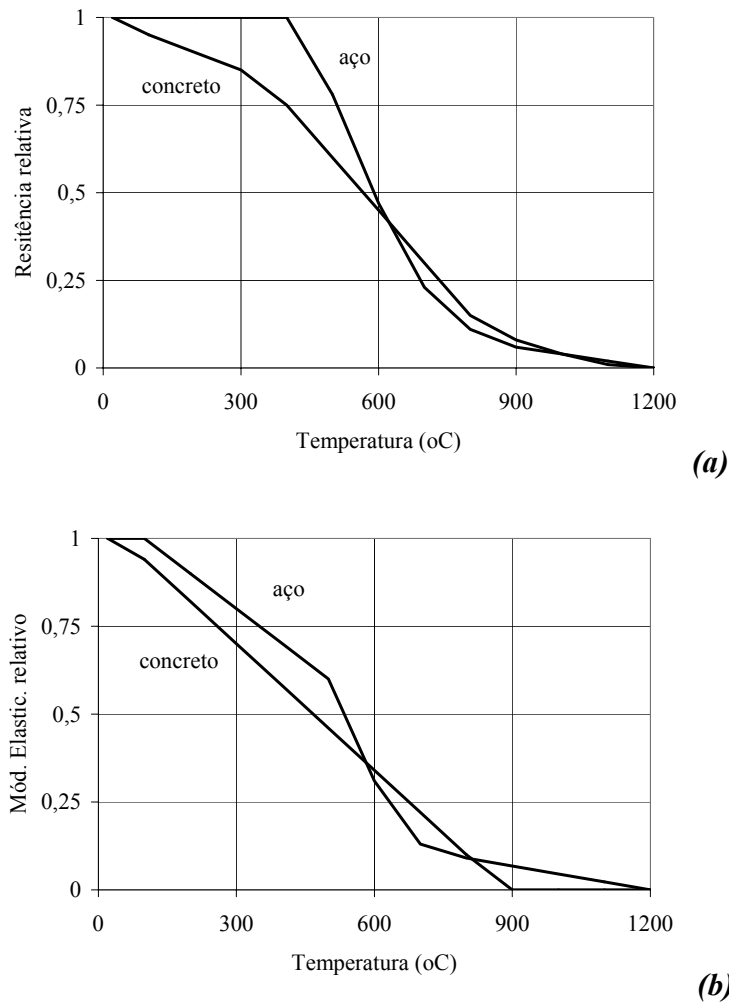 1
0,75
0,5
0,25
0
Resitência relativa
aço
concreto
0 300 600 900 1200
Temperatura (oC)
(a)
1
0,75
0,5
0,25
0
Mód. Elastic. relativo
aço
concreto
0 300 600 900 1200
Temperatura (oC)
(b)